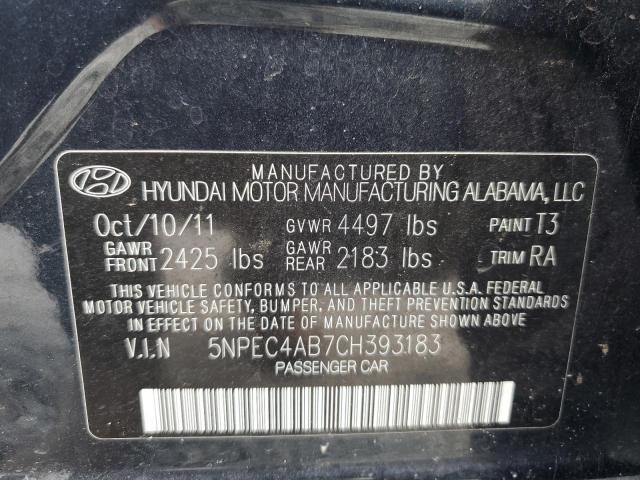 MANUFACTURED BY
HYUNDAI MOTOR MANUFACTURING ALABAMA, LLC
Oct/10/11 GVWR 4497 lbs PAINT T3
GAWR FRONT 2425 lbs GAWR REAR 2183 lbs TRIM RA
THIS VEHICLE CONFORMS TO ALL APPLICABLE U.S.A. FEDERAL
MOTOR VEHICLE SAFETY, BUMPER, AND THEFT PREVENTION STANDARDS
IN EFFECT ON THE DATE OF MANUFACTURE SHOWN ABOVE.
V.I.N 5NPEC4AB7CH393183
PASSENGER CAR